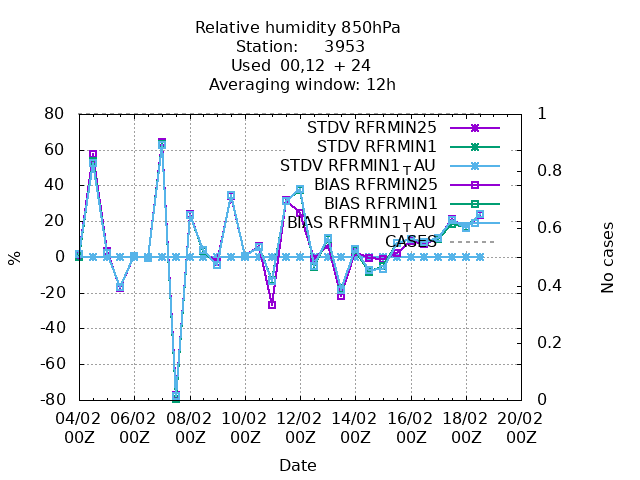 Relative humidity 850hPa
Station: 3953
Used 00,12 + 24
Averaging window: 12h
80
60
40
20
0
-20
-40
-60
-80
%
1
0.8
0.6
0.4
0.2
0
No cases
STDV RFRMIN25
STDV RFRMIN1
STDV RFRMIN1_TAU
BIAS RFRMIN25
BIAS RFRMIN1
BIAS RFRMIN1_TAU
CASES
04/02 06/02 08/02 10/02 12/02 14/02 16/02 18/02 20/02
00Z 00Z 00Z 00Z 00Z 00Z 00Z 00Z 00Z
Date